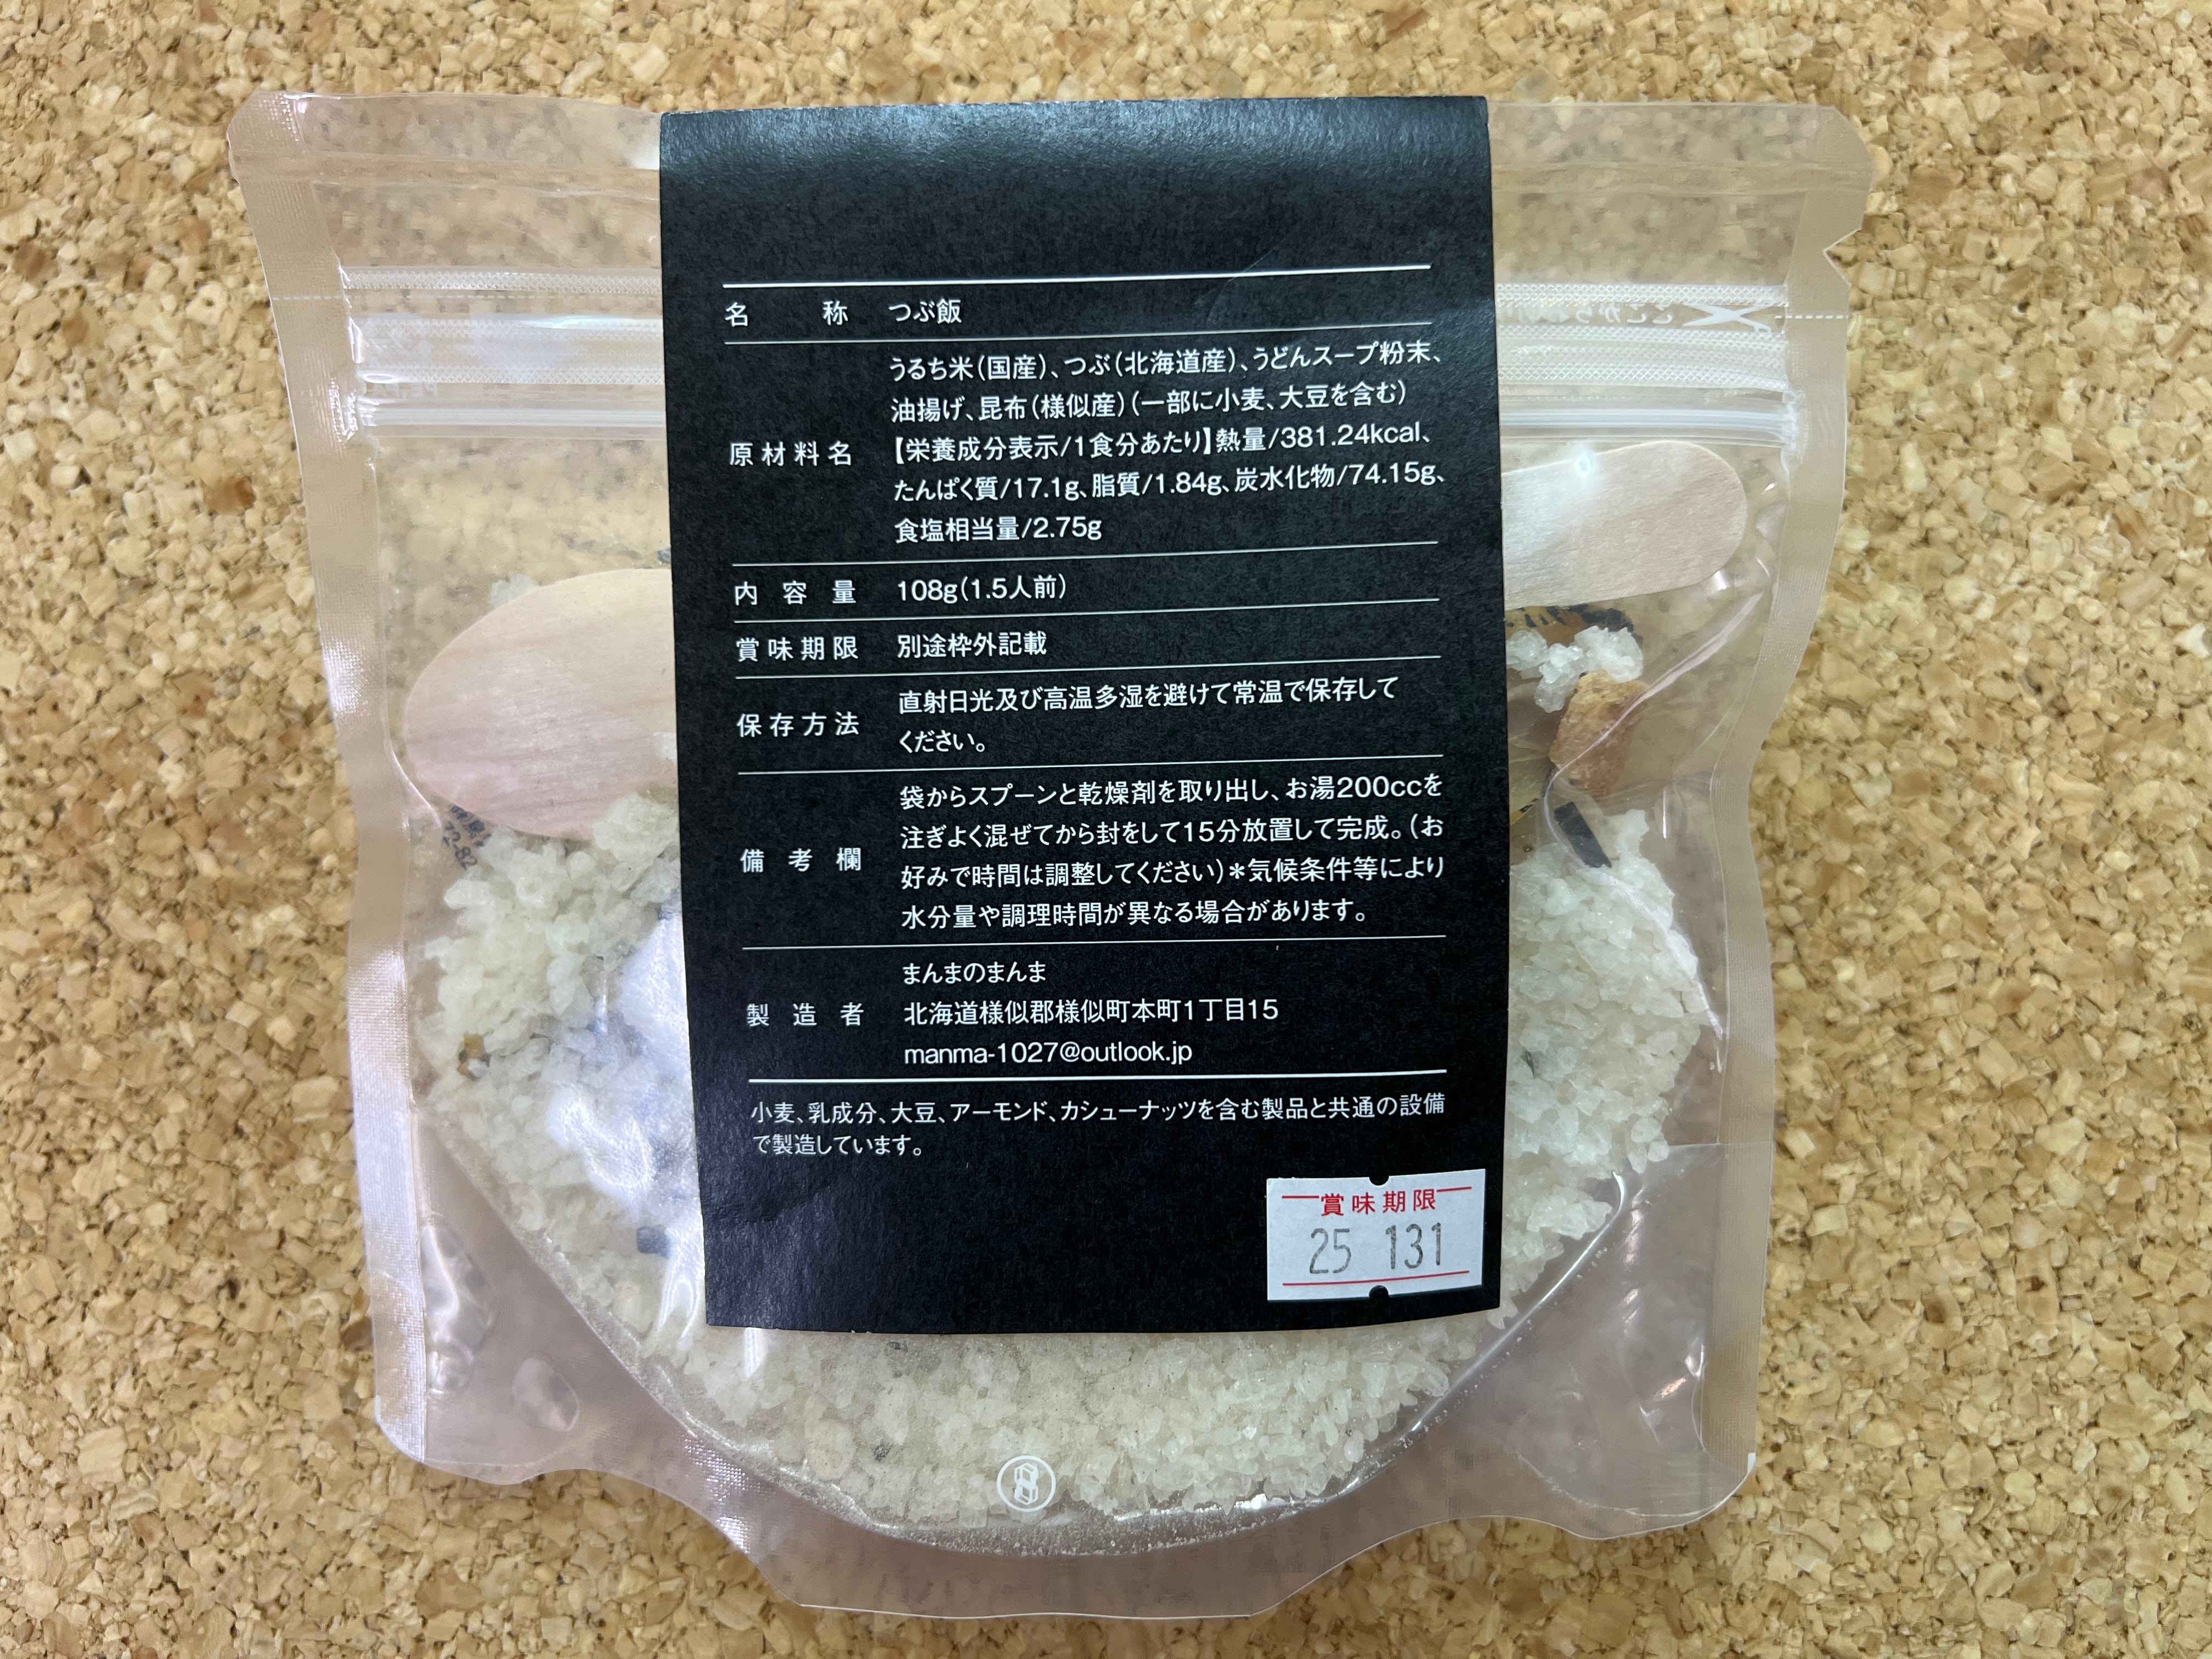 名称 つぶ飯
原材料名 うるち米(国産)、つぶ(北海道産)、うどんスープ粉末、
油揚げ、昆布(様似産)(一部に小麦、大豆を含む)
【栄養成分表示/1食分あたり】熱量/381.24kcal、
たんぱく質/17.1g、脂質/1.84g、炭水化物/74.15g、
食塩相当量/2.75g
内容量 108g(1.5人前)
賞味期限 別途枠外記載
保存方法 直射日光及び高温多湿を避けて常温で保存して
ください。
備考欄 袋からスプーンと乾燥剤を取り出し、お湯200ccを
注ぎよく混ぜてから封をして15分放置して完成。(お
好みで時間は調整してください)*気候条件等により
水分量や調理時間が異なる場合があります。
製造者 まんまのまんま
北海道様似郡様似町本町1丁目15
manma-1027@outlook.jp
小麦、乳成分、大豆、アーモンド、カシューナッツを含む製品と共通の設備
で製造しています。
賞味期限
25 131